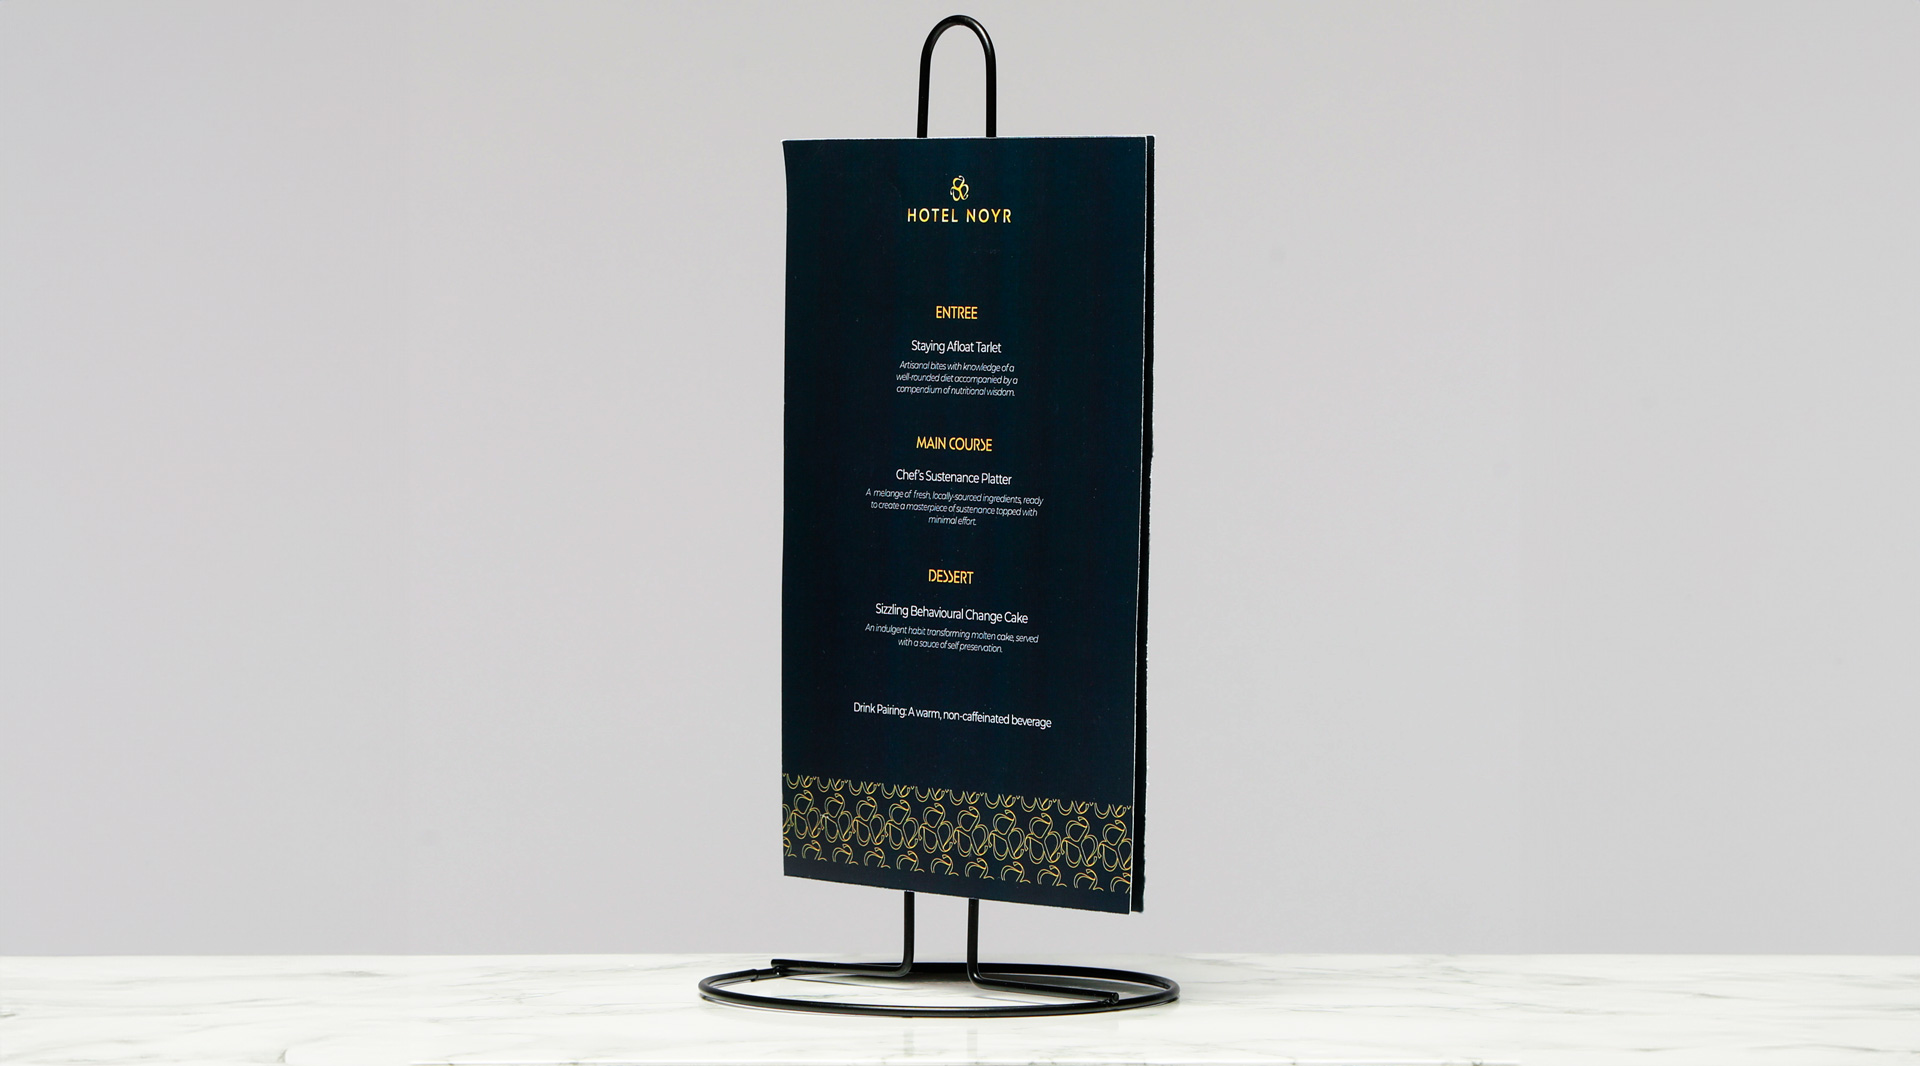 HOTEL NOYR
ENTREE
Staying Afloat Tarlet
Artisanal bites with knowledge of a
well-rounded diet accompanied by a
compendium of nutritional wisdom.
MAIN COURSE
Chef's Sustenance Platter
A melange of fresh, locally-sourced ingredients, ready
to create a masterpiece of sustenance topped with
minimal effort.
DESSERT
Sizzling Behavioural Change Cake
An indulgent habit transforming molten cake, served
with a sauce of self preservation.
Drink Pairing: A warm, non-caffeinated beverage